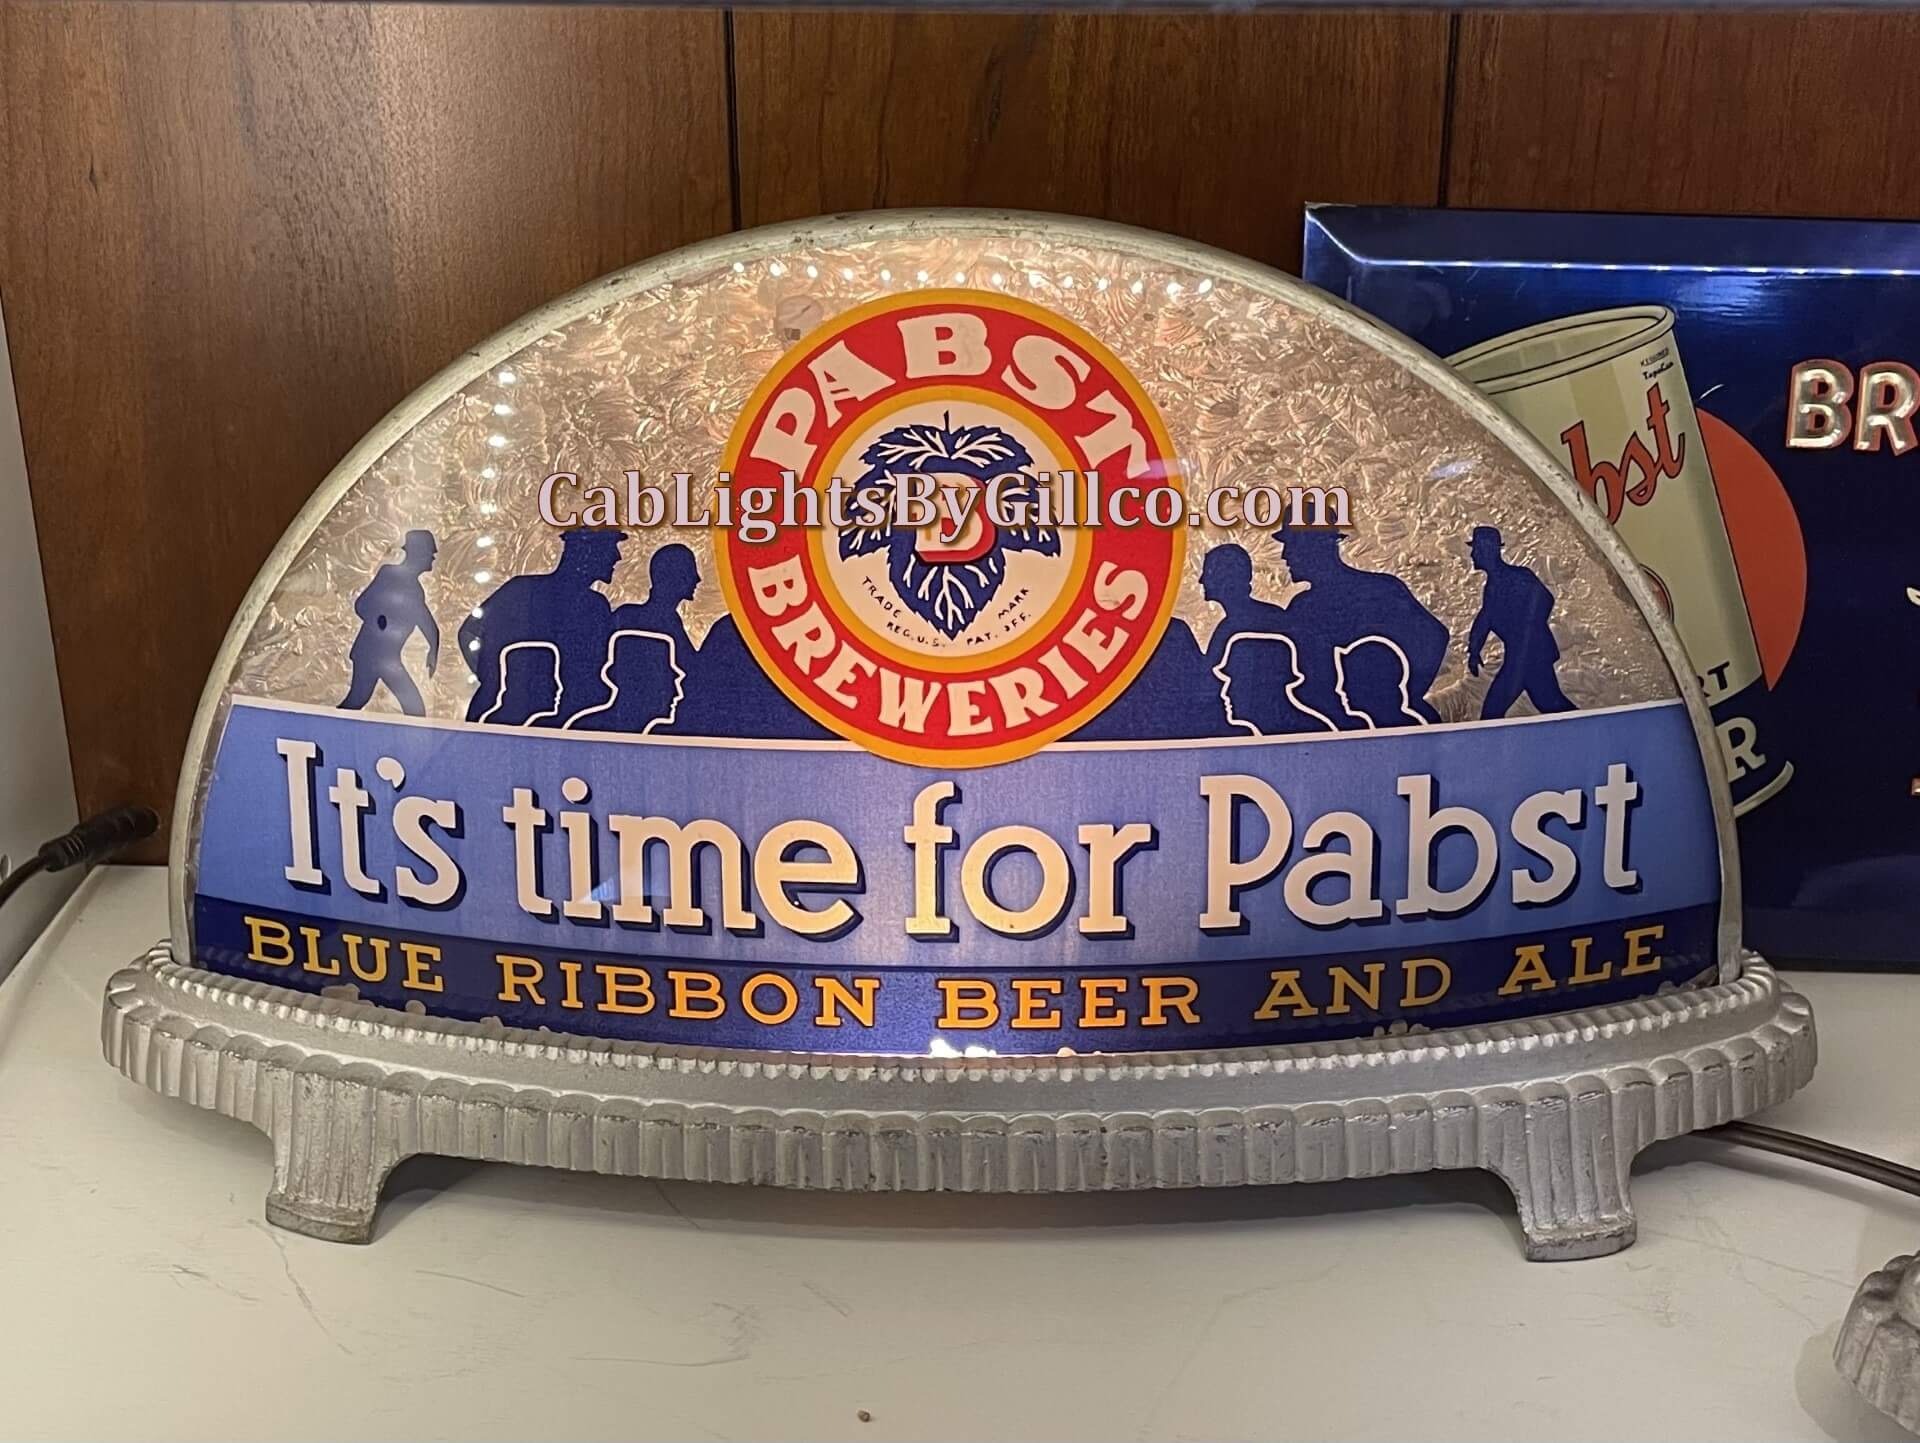 PABST
BREWERIES
B
TRADE MARK
REG. U.S. PAT. OFF.
CabLightsByGillco.com
It's time for Pabst
BLUE RIBBON BEER AND ALE
BR